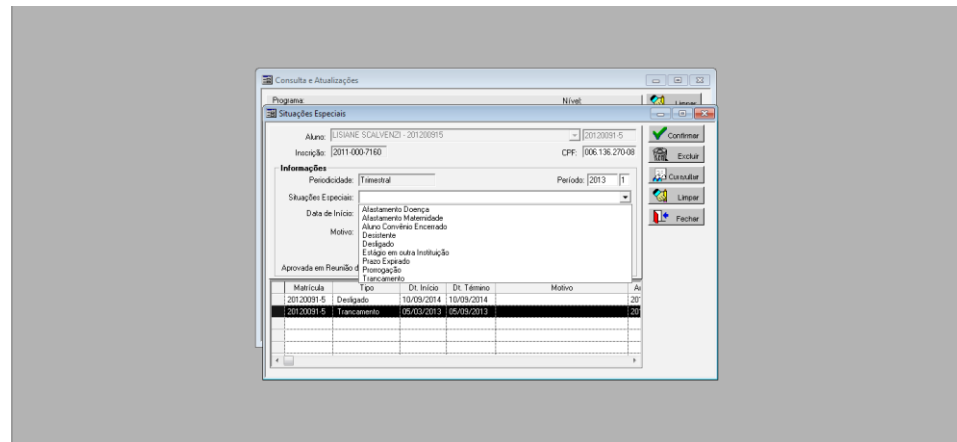 Consulta e Atualizações
Programa: Nível:
Limpar
Situações Especiais
Aluno: LISIANE SCALVENZI - 201200915 20120091-5
Confirmar
Inscrição: 2011-000-7160 CPF: 006.136.270-08
Excluir
Informações
Periodicidade: Trimestral Período: 2013 1
Consultar
Situações Especiais:
Limpar
Data de Início:
Fechar
Motivo:
Aprovada em Reunião d
Afastamento Doença
Afastamento Maternidade
Aluno Convênio Encerrado
Desistente
Desligado
Estágio em outra Instituição
Prazo Expirado
Prorrogação
Trancamento
Matrícula Tipo Dt. Início Dt. Término Motivo
20120091-5 Desligado 10/09/2014 10/09/2014 201
20120091-5 Trancamento 05/03/2013 05/09/2013 201